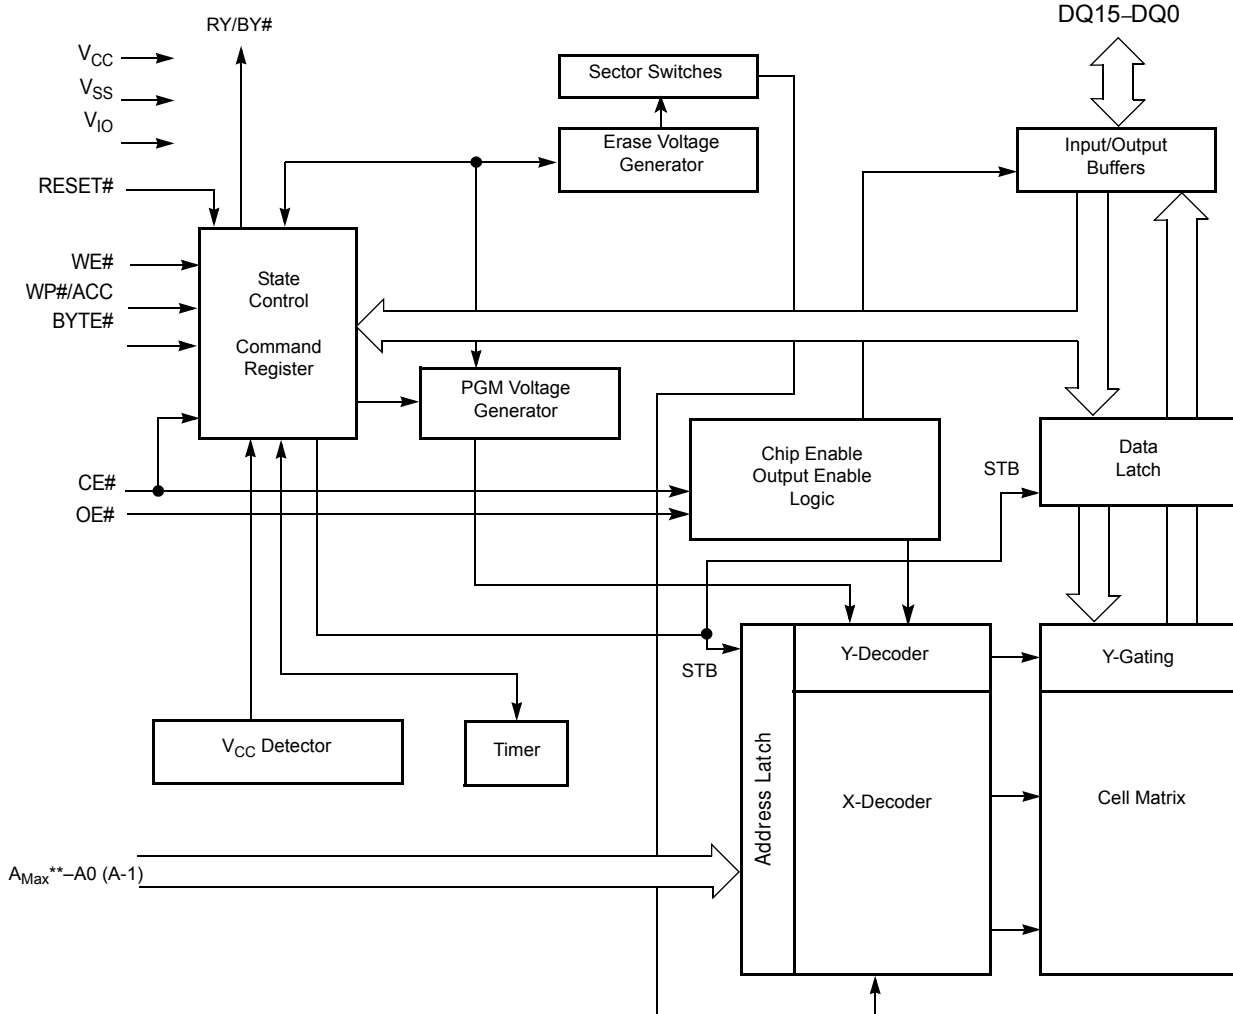 RY/BY#
DQ15–DQ0
VCC
VSS
VIO
Sector Switches
Erase Voltage
Generator
Input/Output
Buffers
RESET#
WE#
WP#/ACC
BYTE#
State
Control
Command
Register
PGM Voltage
Generator
Chip Enable
Output Enable
Logic
Data
Latch
STB
CE#
OE#
STB
Y-Decoder
Y-Gating
VCC Detector
Timer
Address Latch
X-Decoder
Cell Matrix
AMax**–A0 (A-1)